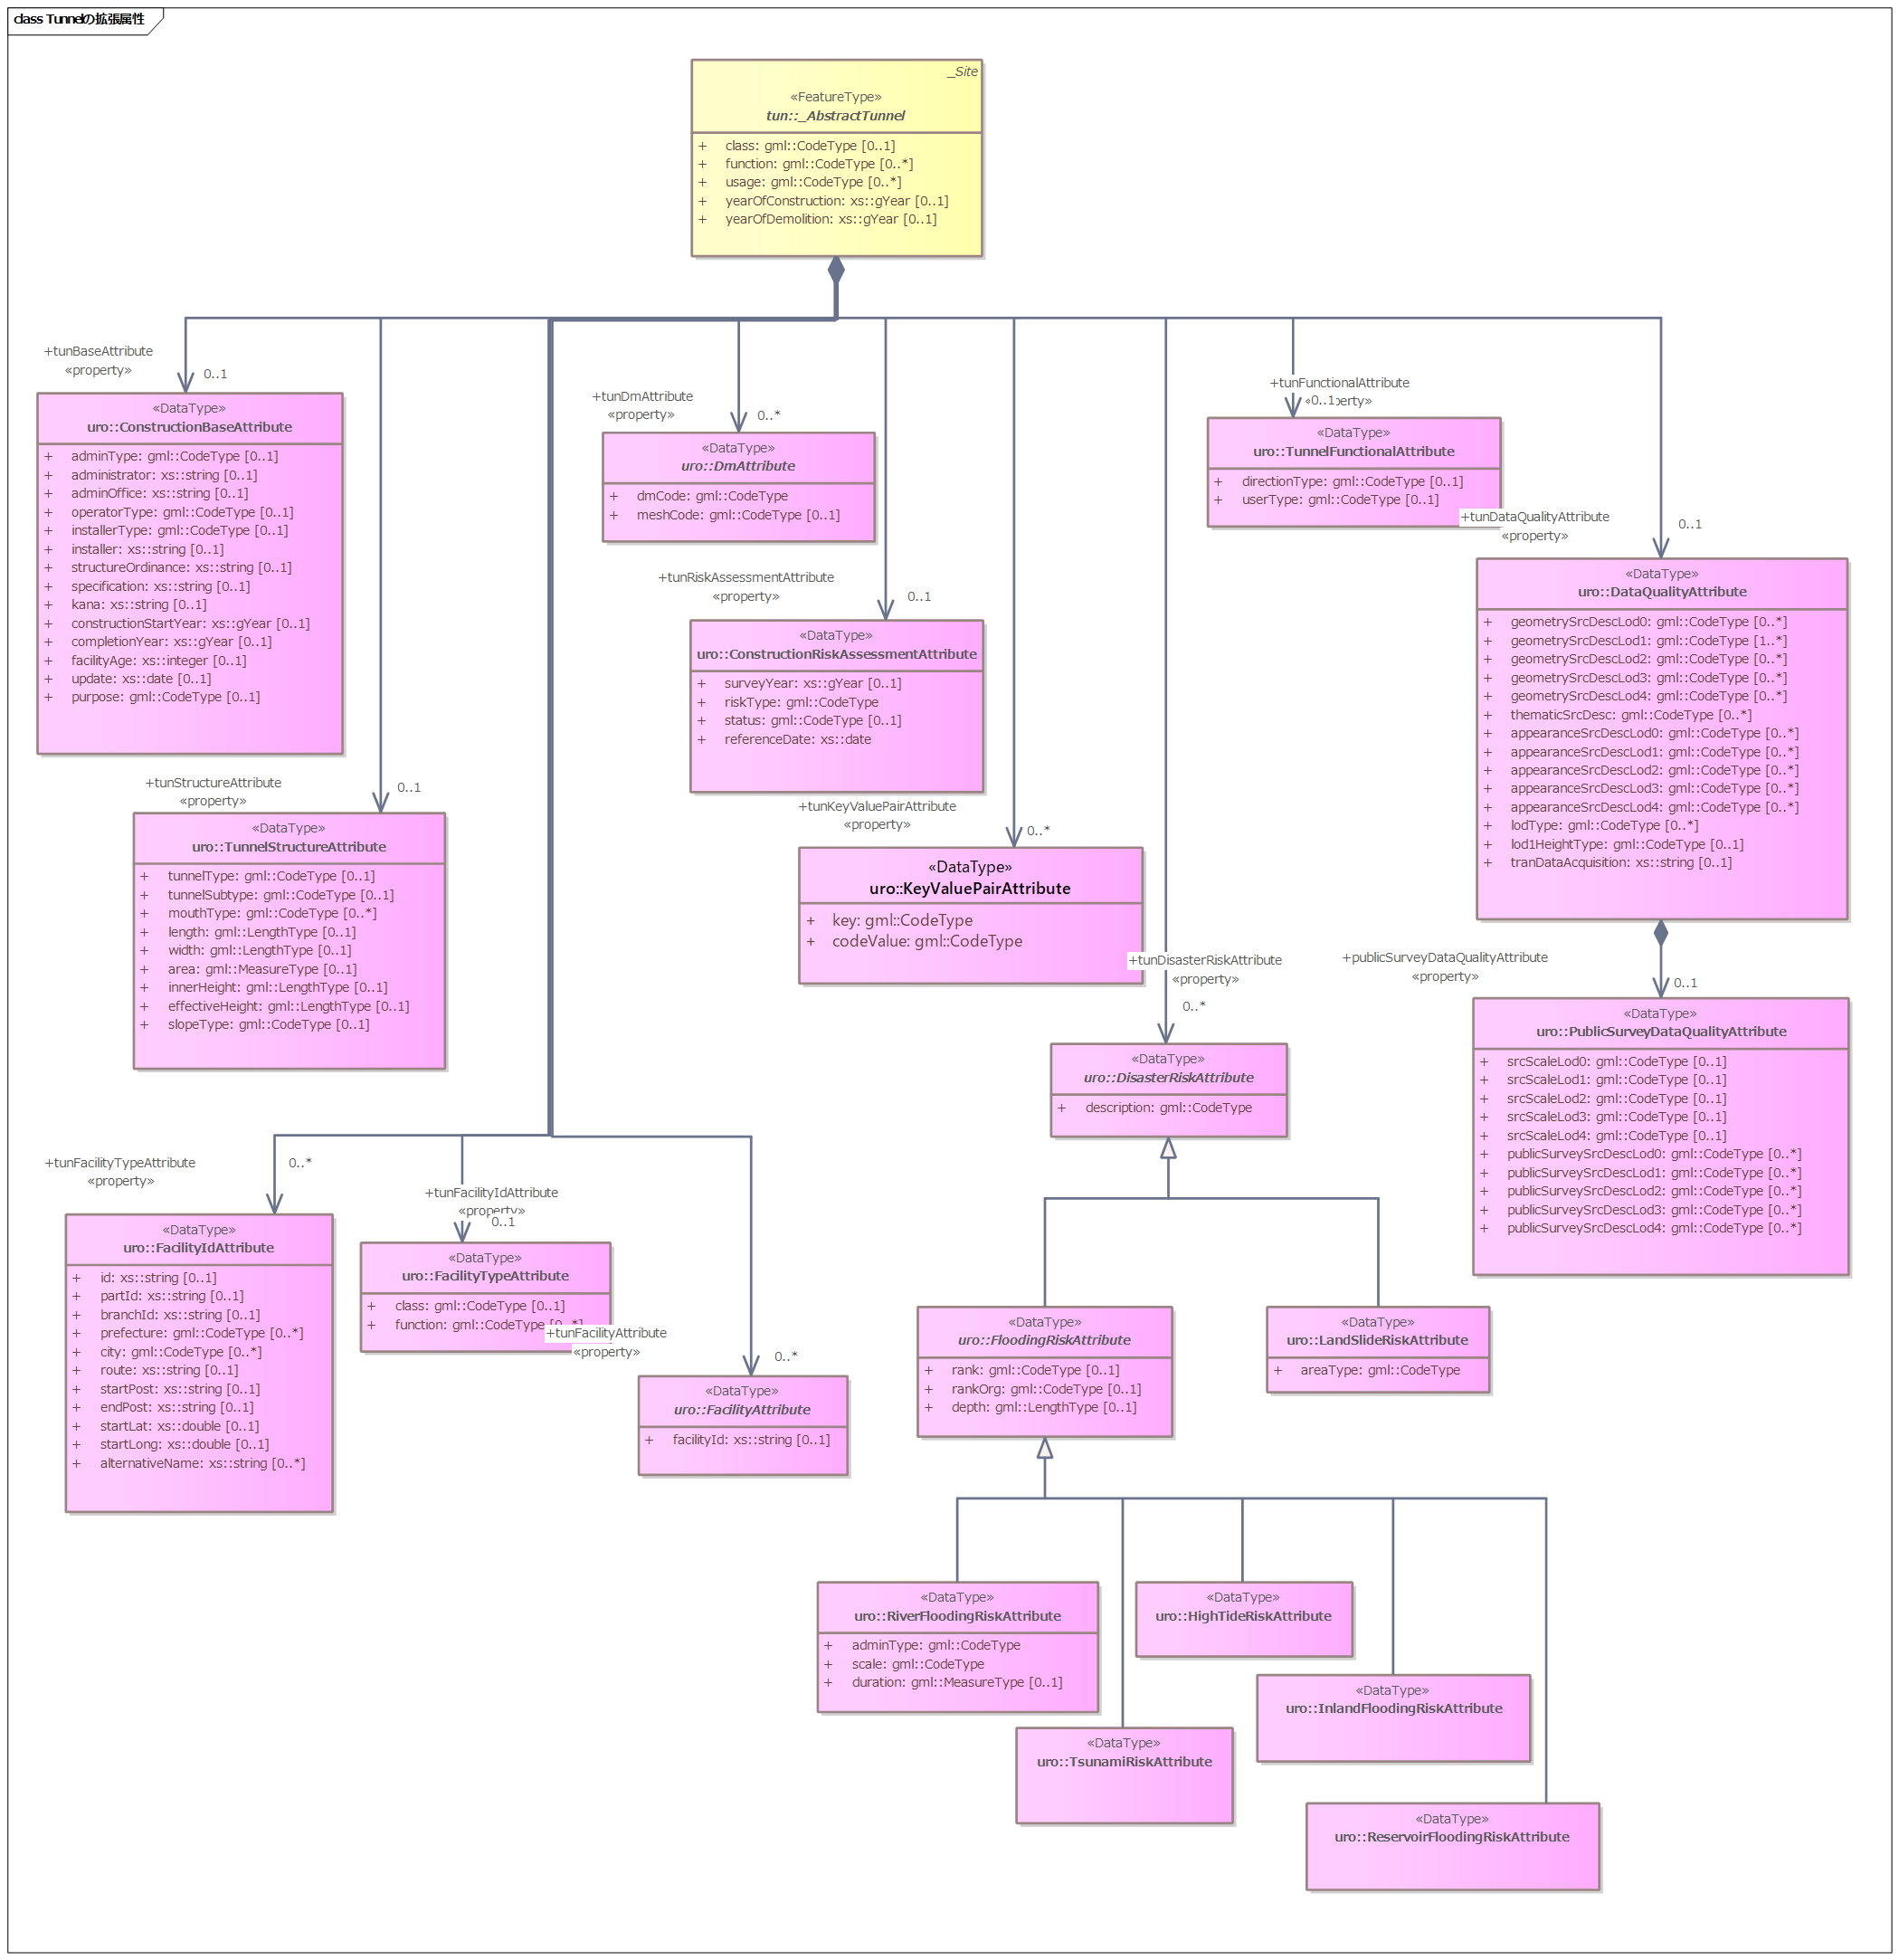 class Tunnelの拡張属性
_Site
«FeatureType»
tun::_AbstractTunnel
+ class: gml::CodeType [0..1]
+ function: gml::CodeType [0..*]
+ usage: gml::CodeType [0..*]
+ yearOfConstruction: xs::gYear [0..1]
+ yearOfDemolition: xs::gYear [0..1]
+tunBaseAttribute
«property»
0..1
«DataType»
uro::ConstructionBaseAttribute
+ adminType: gml::CodeType [0..1]
+ administrator: xs::string [0..1]
+ adminOffice: xs::string [0..1]
+ operatorType: gml::CodeType [0..1]
+ installerType: gml::CodeType [0..1]
+ installer: xs::string [0..1]
+ structureOrdinance: xs::string [0..1]
+ specification: xs::string [0..1]
+ kana: xs::string [0..1]
+ constructionStartYear: xs::gYear [0..1]
+ completionYear: xs::gYear [0..1]
+ facilityAge: xs::integer [0..1]
+ update: xs::date [0..1]
+ purpose: gml::CodeType [0..1]
+tunDmAttribute
«property»
0..*
«DataType»
uro::DmAttribute
+ dmCode: gml::CodeType
+ meshCode: gml::CodeType [0..1]
+tunFunctionalAttribute
0..1
«DataType»
uro::TunnelFunctionalAttribute
+ directionType: gml::CodeType [0..1]
+ userType: gml::CodeType [0..1]
+tunDataQualityAttribute
«property»
0..1
«DataType»
uro::DataQualityAttribute
+ geometrySrcDescLod0: gml::CodeType [0..*]
+ geometrySrcDescLod1: gml::CodeType [1..*]
+ geometrySrcDescLod2: gml::CodeType [0..*]
+ geometrySrcDescLod3: gml::CodeType [0..*]
+ geometrySrcDescLod4: gml::CodeType [0..*]
+ thematicSrcDesc: gml::CodeType [0..*]
+ appearanceSrcDescLod0: gml::CodeType [0..*]
+ appearanceSrcDescLod1: gml::CodeType [0..*]
+ appearanceSrcDescLod2: gml::CodeType [0..*]
+ appearanceSrcDescLod3: gml::CodeType [0..*]
+ appearanceSrcDescLod4: gml::CodeType [0..*]
+ lodType: gml::CodeType [0..*]
+ lod1HeightType: gml::CodeType [0..1]
+ tranDataAcquisition: xs::string [0..1]
+tunRiskAssessmentAttribute
«property»
0..1
«DataType»
uro::ConstructionRiskAssessmentAttribute
+ surveyYear: xs::gYear [0..1]
+ riskType: gml::CodeType
+ status: gml::CodeType [0..1]
+ referenceDate: xs::date
+tunStructureAttribute
«property»
0..1
«DataType»
uro::TunnelStructureAttribute
+ tunnelType: gml::CodeType [0..1]
+ tunnelSubtype: gml::CodeType [0..1]
+ mouthType: gml::CodeType [0..*]
+ length: gml::LengthType [0..1]
+ width: gml::LengthType [0..1]
+ area: gml::MeasureType [0..1]
+ innerHeight: gml::LengthType [0..1]
+ effectiveHeight: gml::LengthType [0..1]
+ slopeType: gml::CodeType [0..1]
+tunKeyValuePairAttribute
«property»
0..*
«DataType»
uro::KeyValuePairAttribute
+ key: gml::CodeType
+ codeValue: gml::CodeType
+tunDisasterRiskAttribute
«property»
0..*
«DataType»
uro::DisasterRiskAttribute
+ description: gml::CodeType
+publicSurveyDataQualityAttribute
«property»
0..1
«DataType»
uro::PublicSurveyDataQualityAttribute
+ srcScaleLod0: gml::CodeType [0..1]
+ srcScaleLod1: gml::CodeType [0..1]
+ srcScaleLod2: gml::CodeType [0..1]
+ srcScaleLod3: gml::CodeType [0..1]
+ srcScaleLod4: gml::CodeType [0..1]
+ publicSurveySrcDescLod0: gml::CodeType [0..*]
+ publicSurveySrcDescLod1: gml::CodeType [0..*]
+ publicSurveySrcDescLod2: gml::CodeType [0..*]
+ publicSurveySrcDescLod3: gml::CodeType [0..*]
+ publicSurveySrcDescLod4: gml::CodeType [0..*]
+tunFacilityTypeAttribute
«property»
0..*
«DataType»
uro::FacilityIdAttribute
+ id: xs::string [0..1]
+ partId: xs::string [0..1]
+ branchId: xs::string [0..1]
+ prefecture: gml::CodeType [0..*]
+ city: gml::CodeType [0..*]
+ route: xs::string [0..1]
+ startPost: xs::string [0..1]
+ endPost: xs::string [0..1]
+ startLat: xs::double [0..1]
+ startLong: xs::double [0..1]
+ alternativeName: xs::string [0..*]
+tunFacilityIdAttribute
«property»
0..1
«DataType»
uro::FacilityTypeAttribute
+ class: gml::CodeType [0..1]
+ function: gml::CodeType [0..*]
+tunFacilityAttribute
«property»
0..*
«DataType»
uro::FacilityAttribute
+ facilityId: xs::string [0..1]
«DataType»
uro::FloodingRiskAttribute
+ rank: gml::CodeType [0..1]
+ rankOrg: gml::CodeType [0..1]
+ depth: gml::LengthType [0..1]
«DataType»
uro::LandSlideRiskAttribute
+ areaType: gml::CodeType
«DataType»
uro::RiverFloodingRiskAttribute
+ adminType: gml::CodeType
+ scale: gml::CodeType
+ duration: gml::MeasureType [0..1]
«DataType»
uro::HighTideRiskAttribute
«DataType»
uro::InlandFloodingRiskAttribute
«DataType»
uro::TsunamiRiskAttribute
«DataType»
uro::ReservoirFloodingRiskAttribute